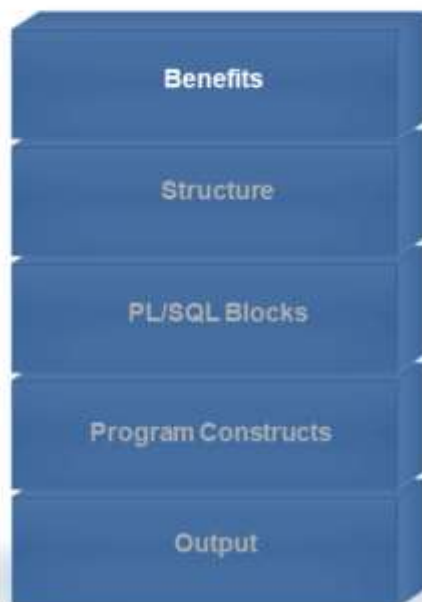 Benefits
Structure
PL/SQL Blocks
Program Constructs
Output